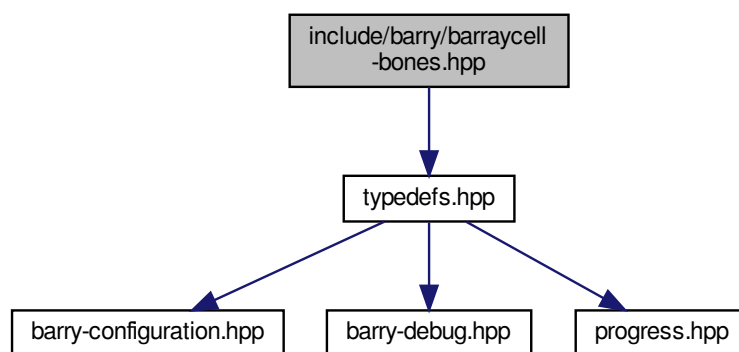 include/barry/barraycell
-bones.hpp
typedefs.hpp
barry-configuration.hpp
barry-debug.hpp
progress.hpp